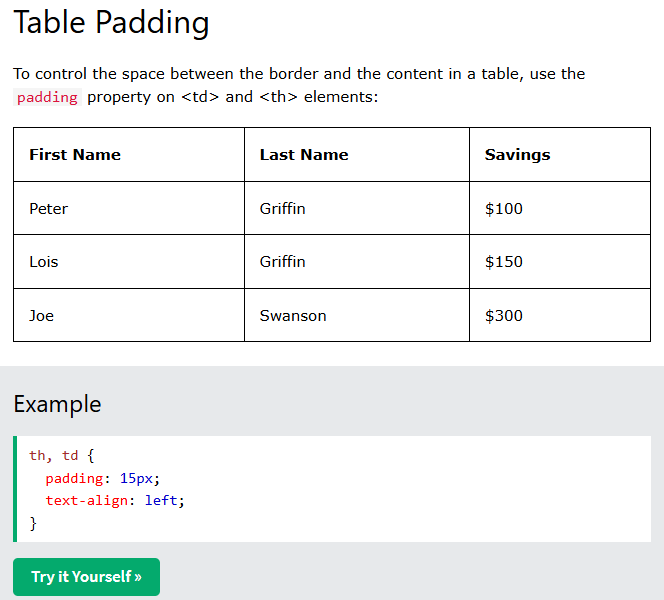 Table Padding
To control the space between the border and the content in a table, use the
padding property on <td> and <th> elements:
First Name Last Name Savings
Peter Griffin $100
Lois Griffin $150
Joe Swanson $300
Example
th, td {
  padding: 15px;
  text-align: left;
}
Try it Yourself »